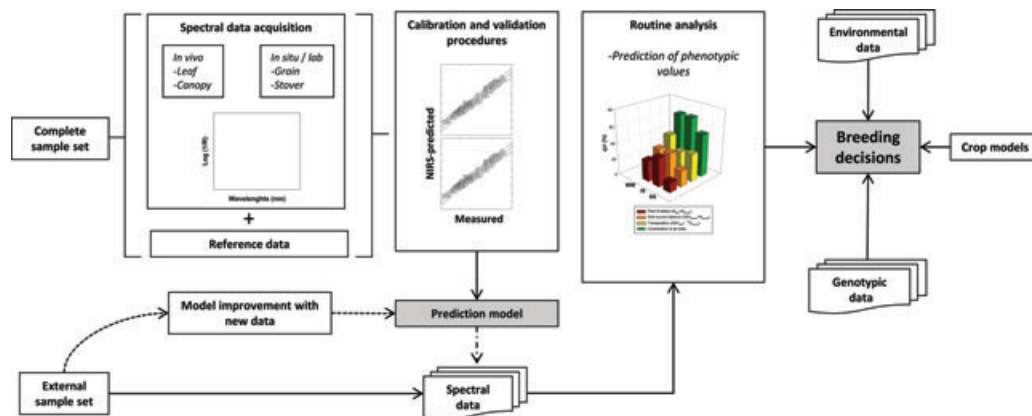 Spectral data acquisition
In vivo
-Leaf
-Canopy
In situ / lab
-Grain
-Stover
Log (1/R)
Wavelenghts (nm)
+
Reference data
Complete
sample set
Calibration and validation
procedures
NIRS-predicted
Measured
Routine analysis
-Prediction of phenotypic
values
Environmental
data
Breeding
decisions
Crop models
Genotypic
data
Model improvement with
new data
Prediction model
External
sample set
Spectral
data